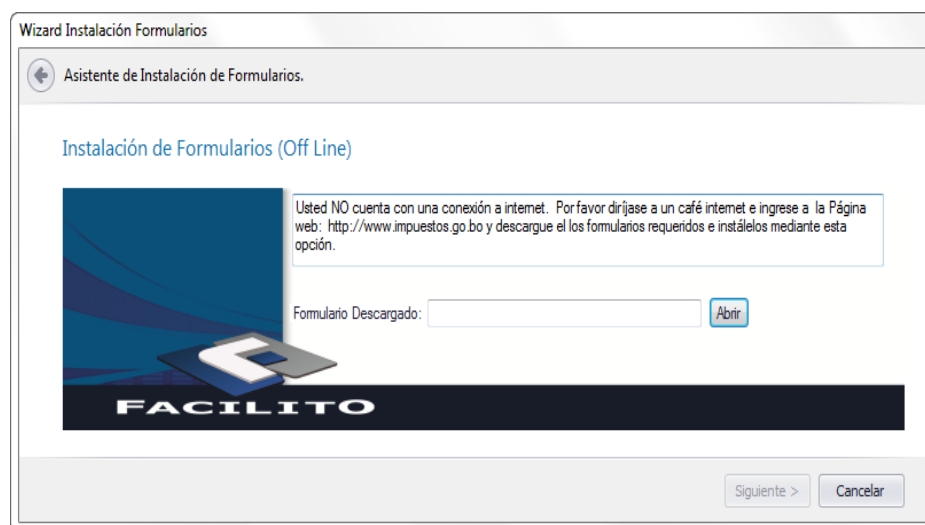 Wizard Instalación Formularios
Asistente de Instalación de Formularios.
Instalación de Formularios (Off Line)
Usted NO cuenta con una conexión a internet. Por favor diríjase a un café internet e ingrese a la Página
web: http://www.impuestos.go.bo y descargue el los formularios requeridos e instálelos mediante esta
opción.
Formulario Descargado:
Abrir
FACILITO
Siguiente >
Cancelar